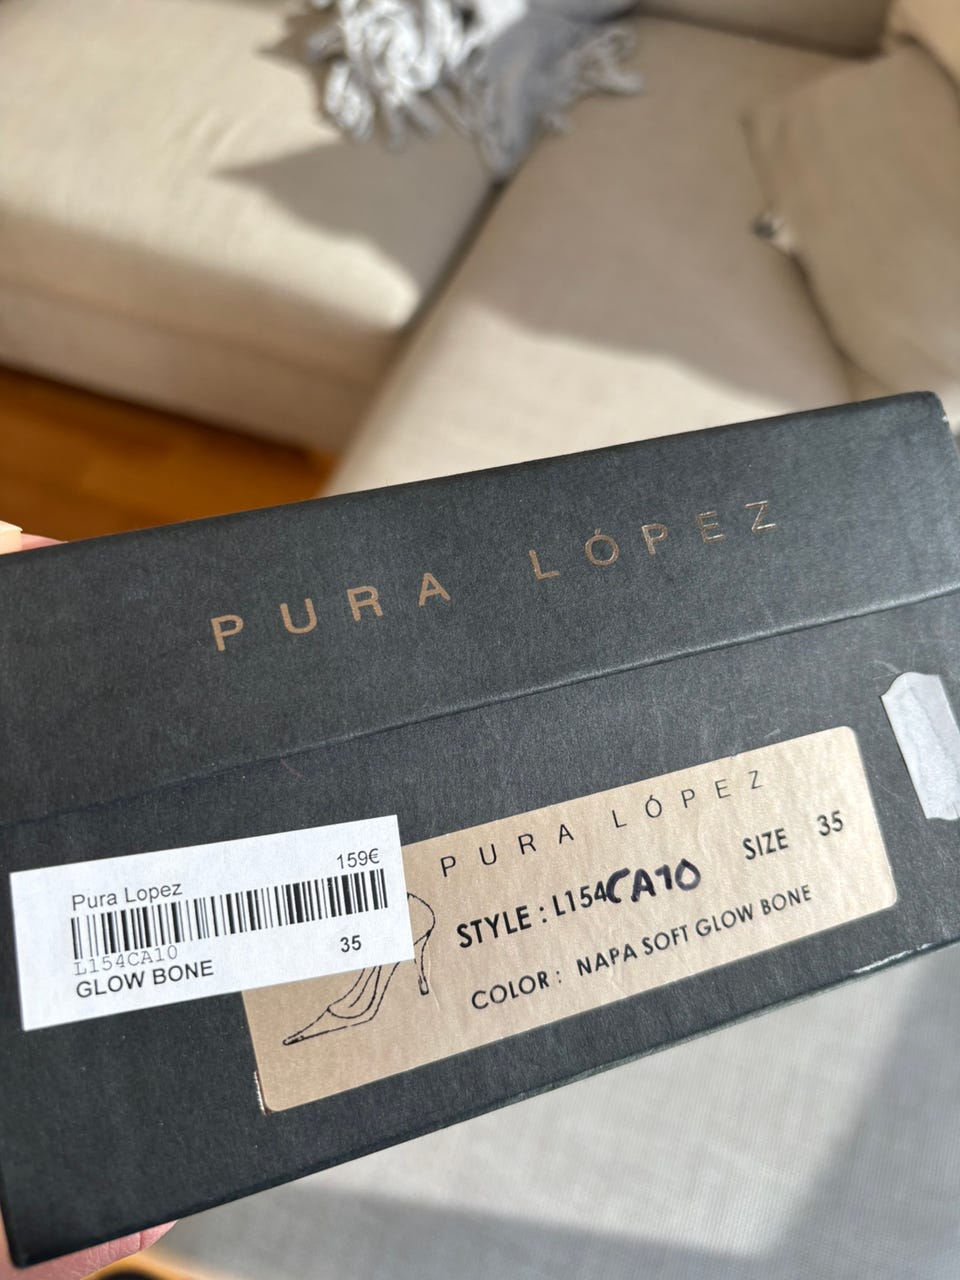 PURA LÓPEZ
159€
Pura Lopez
L154CA10
GLOW BONE 35
PURA LÓPEZ
STYLE : L154CA10 SIZE 35
COLOR : NAPA SOFT GLOW BONE